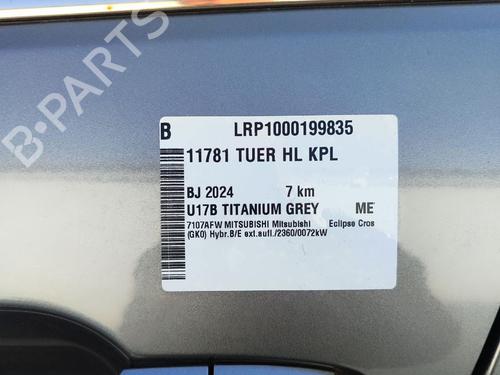 B LRP1000199835
11781 TUER HL KPL
BJ 2024 7 km
U17B TITANIUM GREY ME
7107AFW MITSUBISHI Mitsubishi Eclipse Cros
(GK0) Hybr.B/E ext.aufl./2360/0072kW
B-PARTS